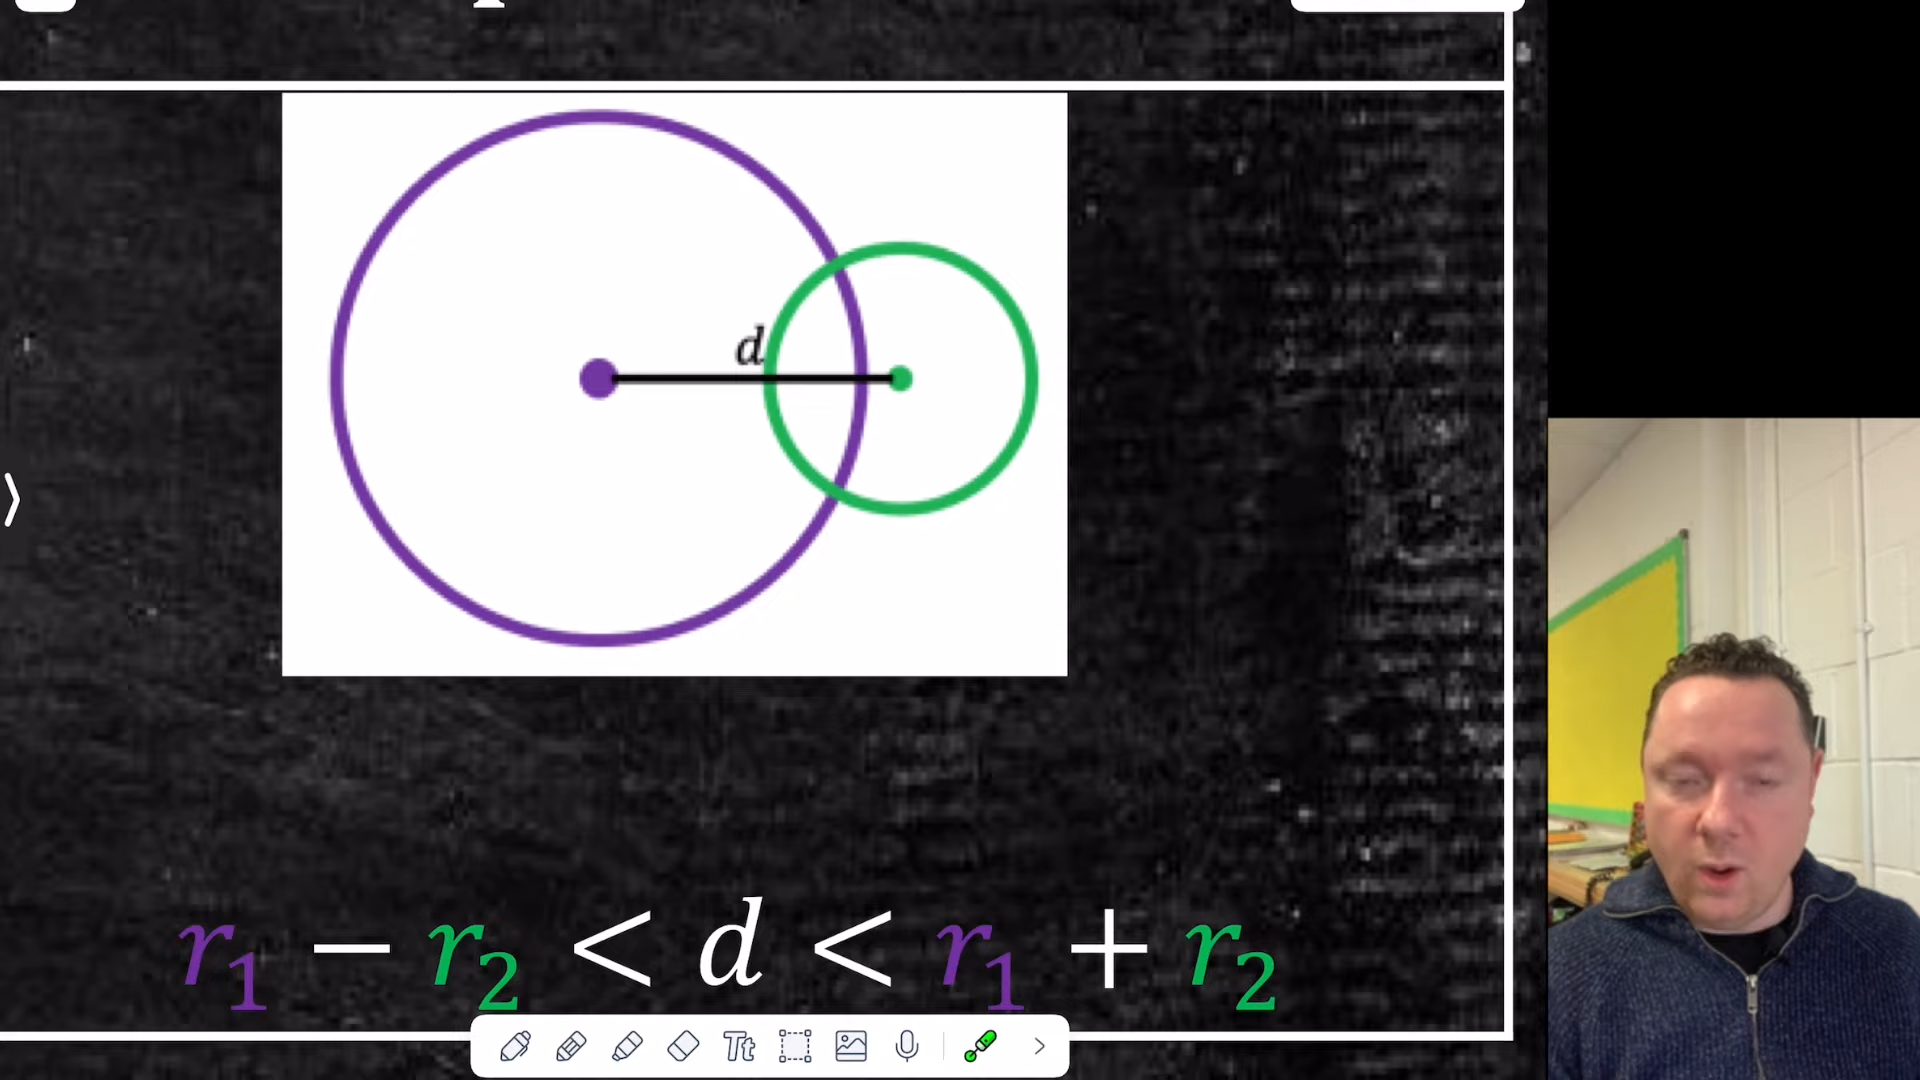 d
r₁ − r₂ < d < r₁ + r₂
Tt